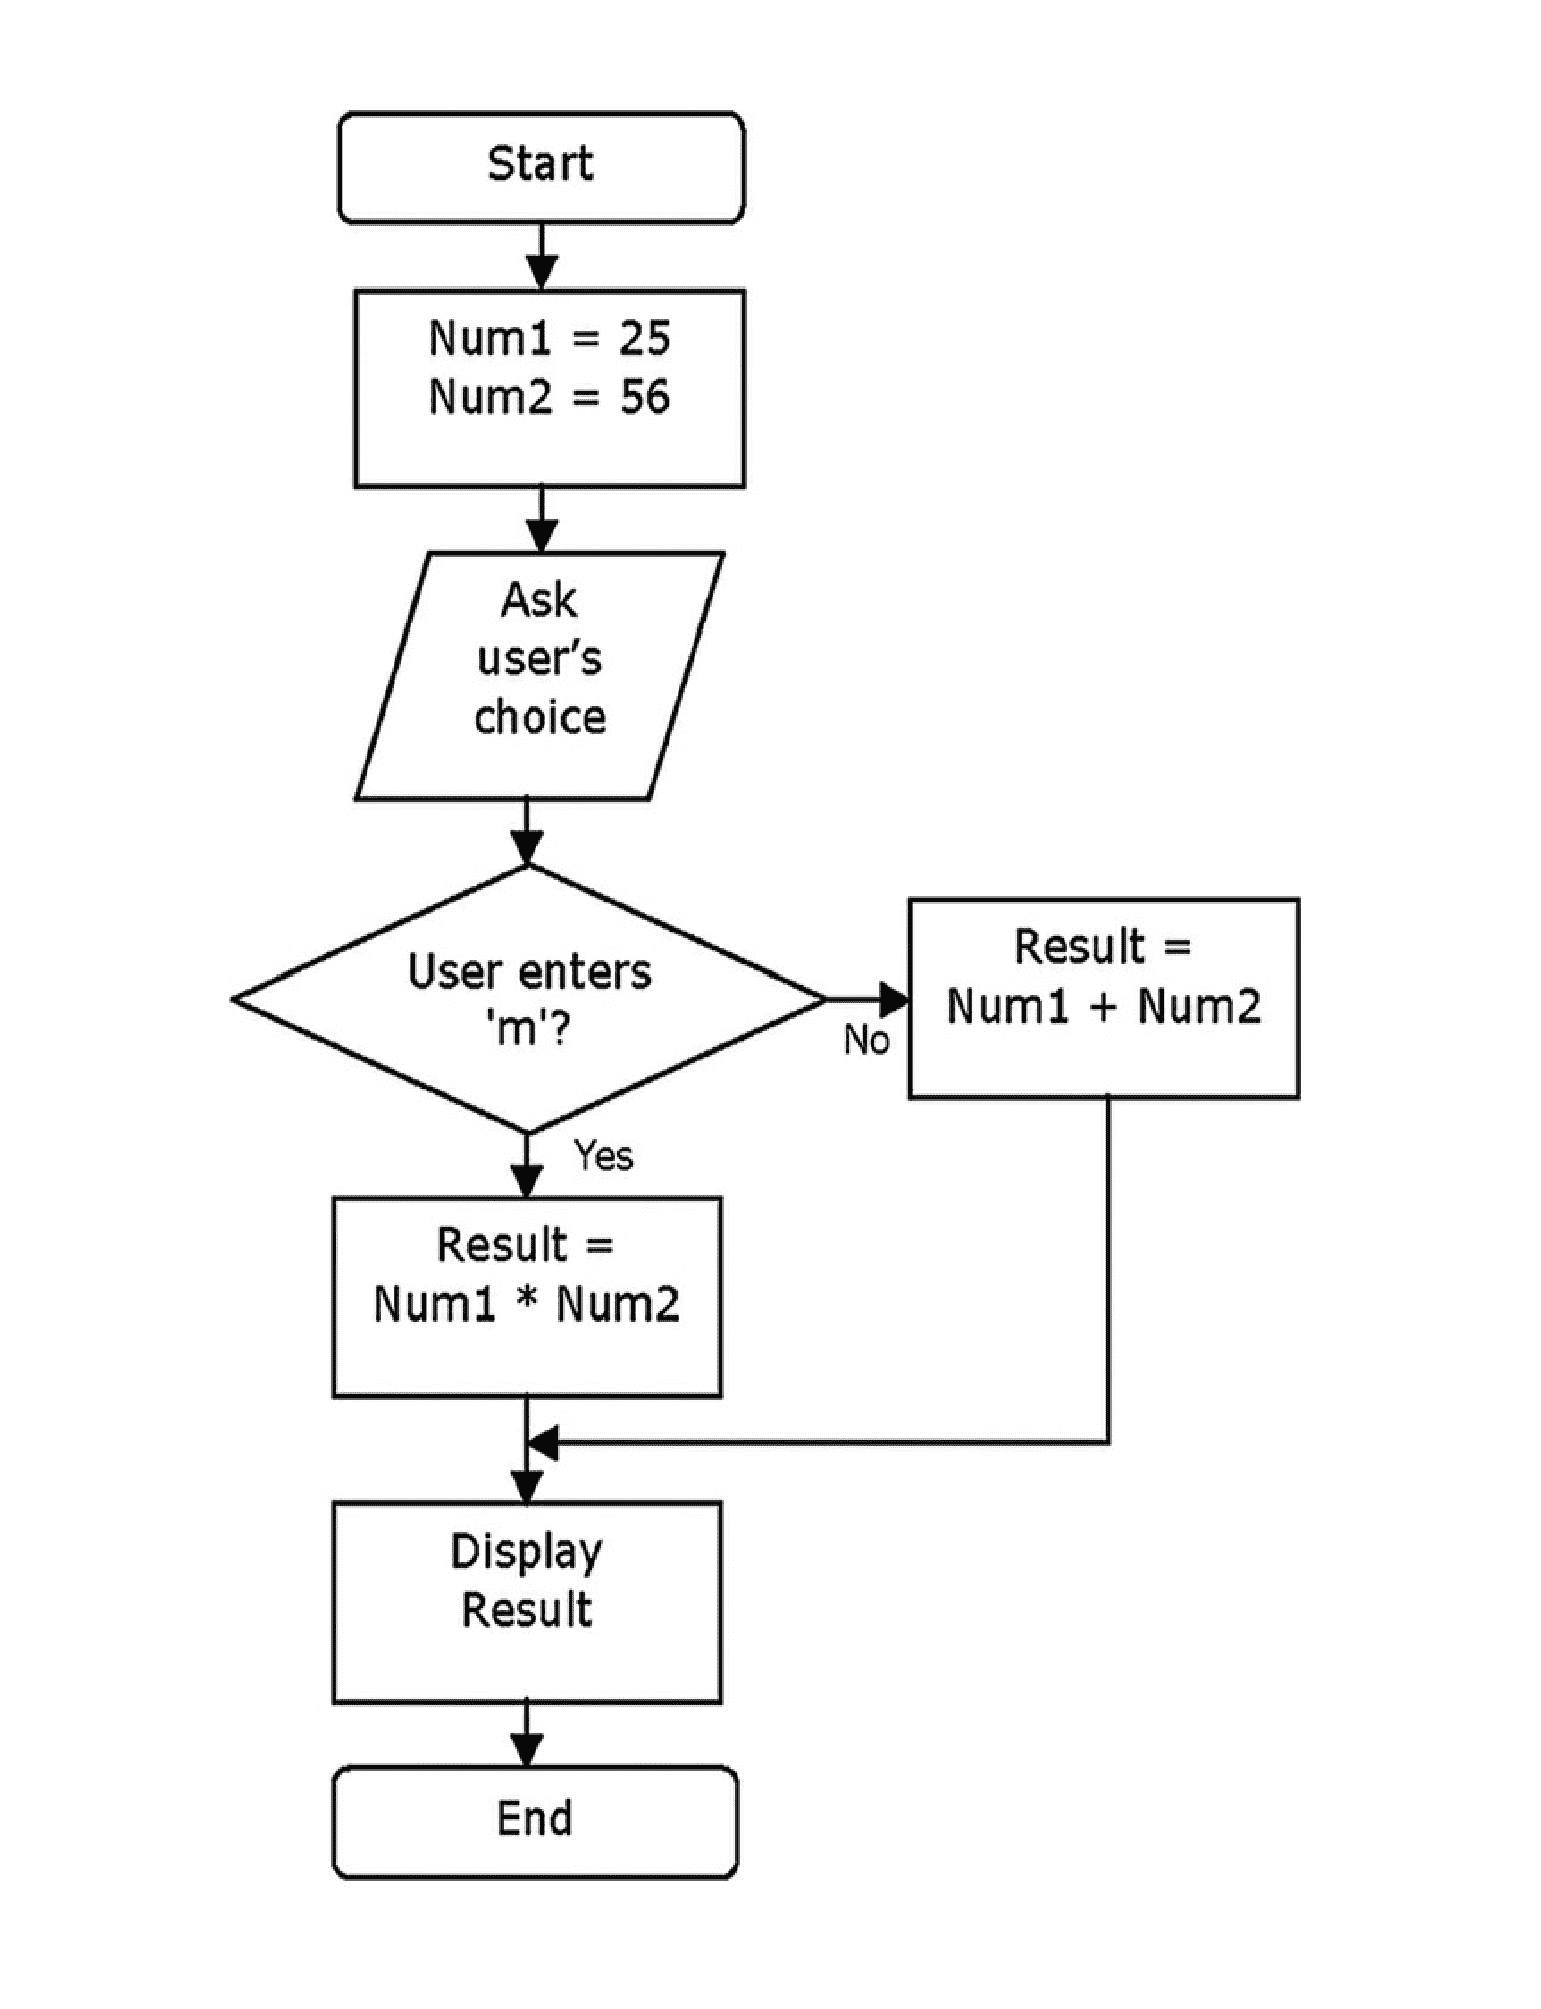 Start
Num1 = 25
Num2 = 56
Ask
user’s
choice
User enters
'm'?
No
Result =
Num1 + Num2
Yes
Result =
Num1 * Num2
Display
Result
End